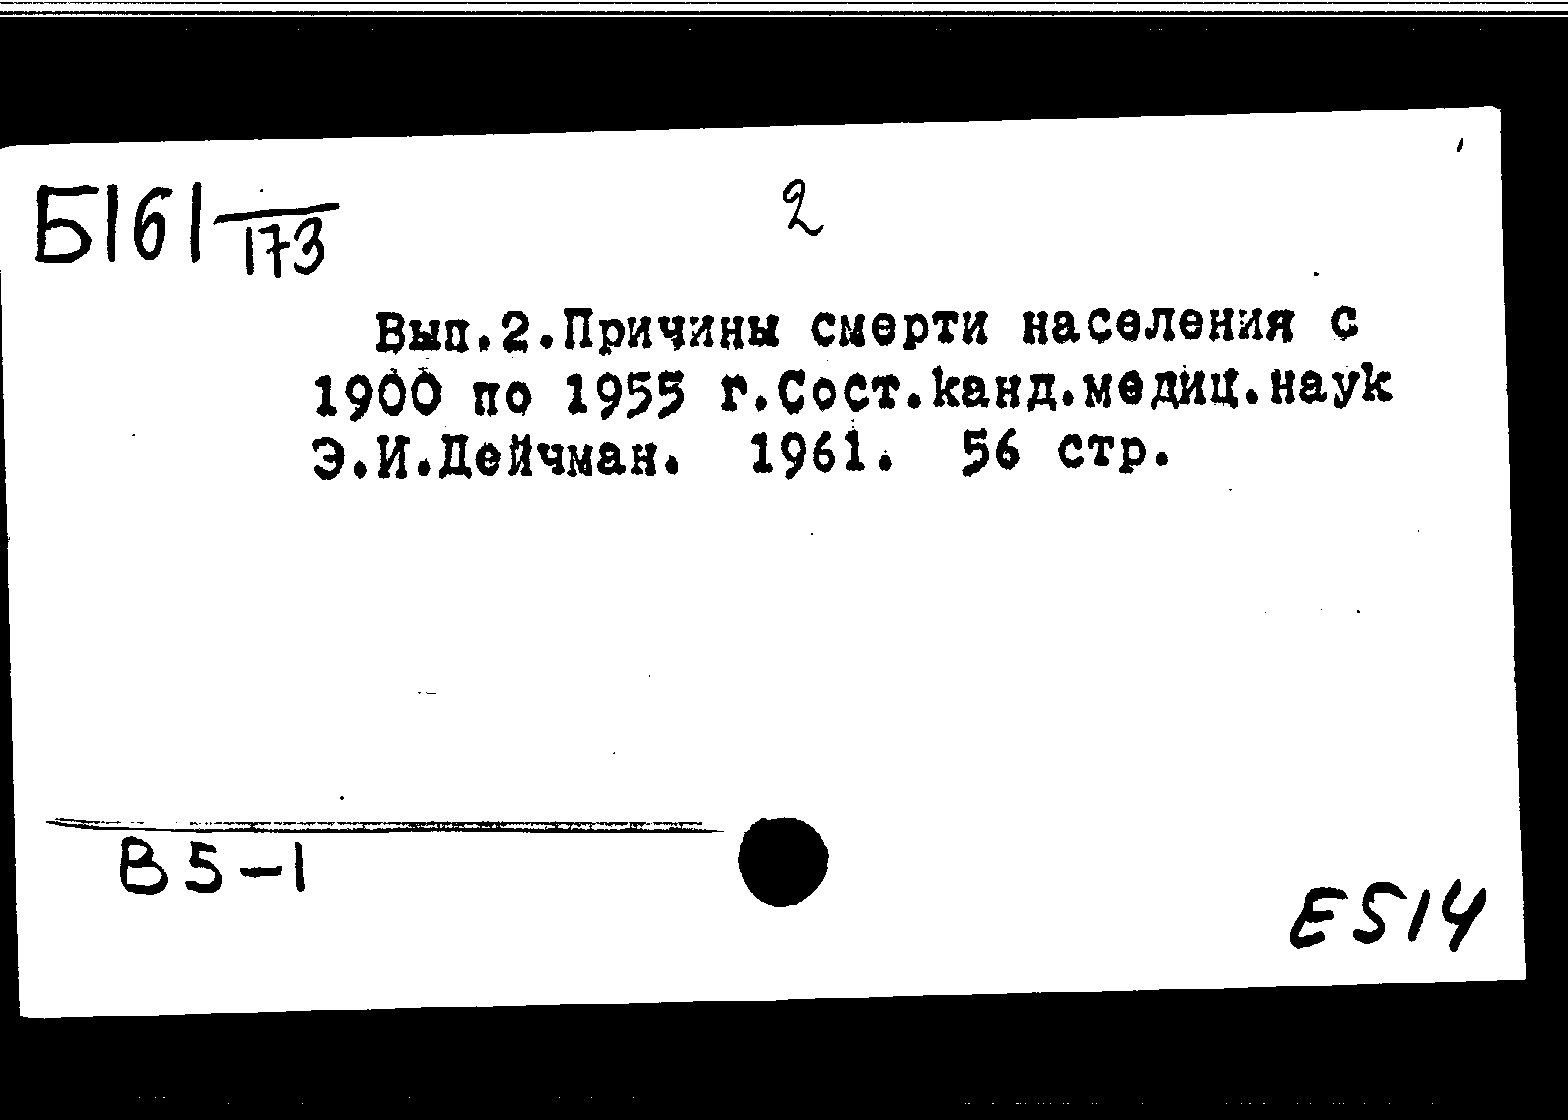 Б161/173
2
Вып.2.Причины смерти населения с
1900 по 1955 г.Сост.канд.медиц.наук
Э.И.Дейчман. 1961. 56 стр.
В5-1
Е514